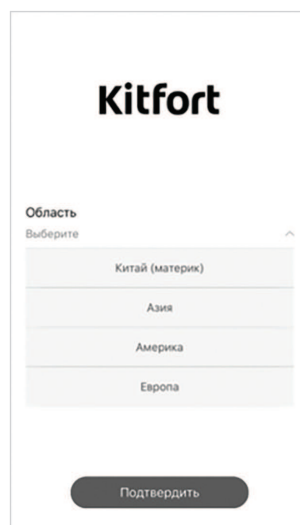 Kitfort
Область
Выберите
Китай (материк)
Азия
Америка
Европа
Подтвердить